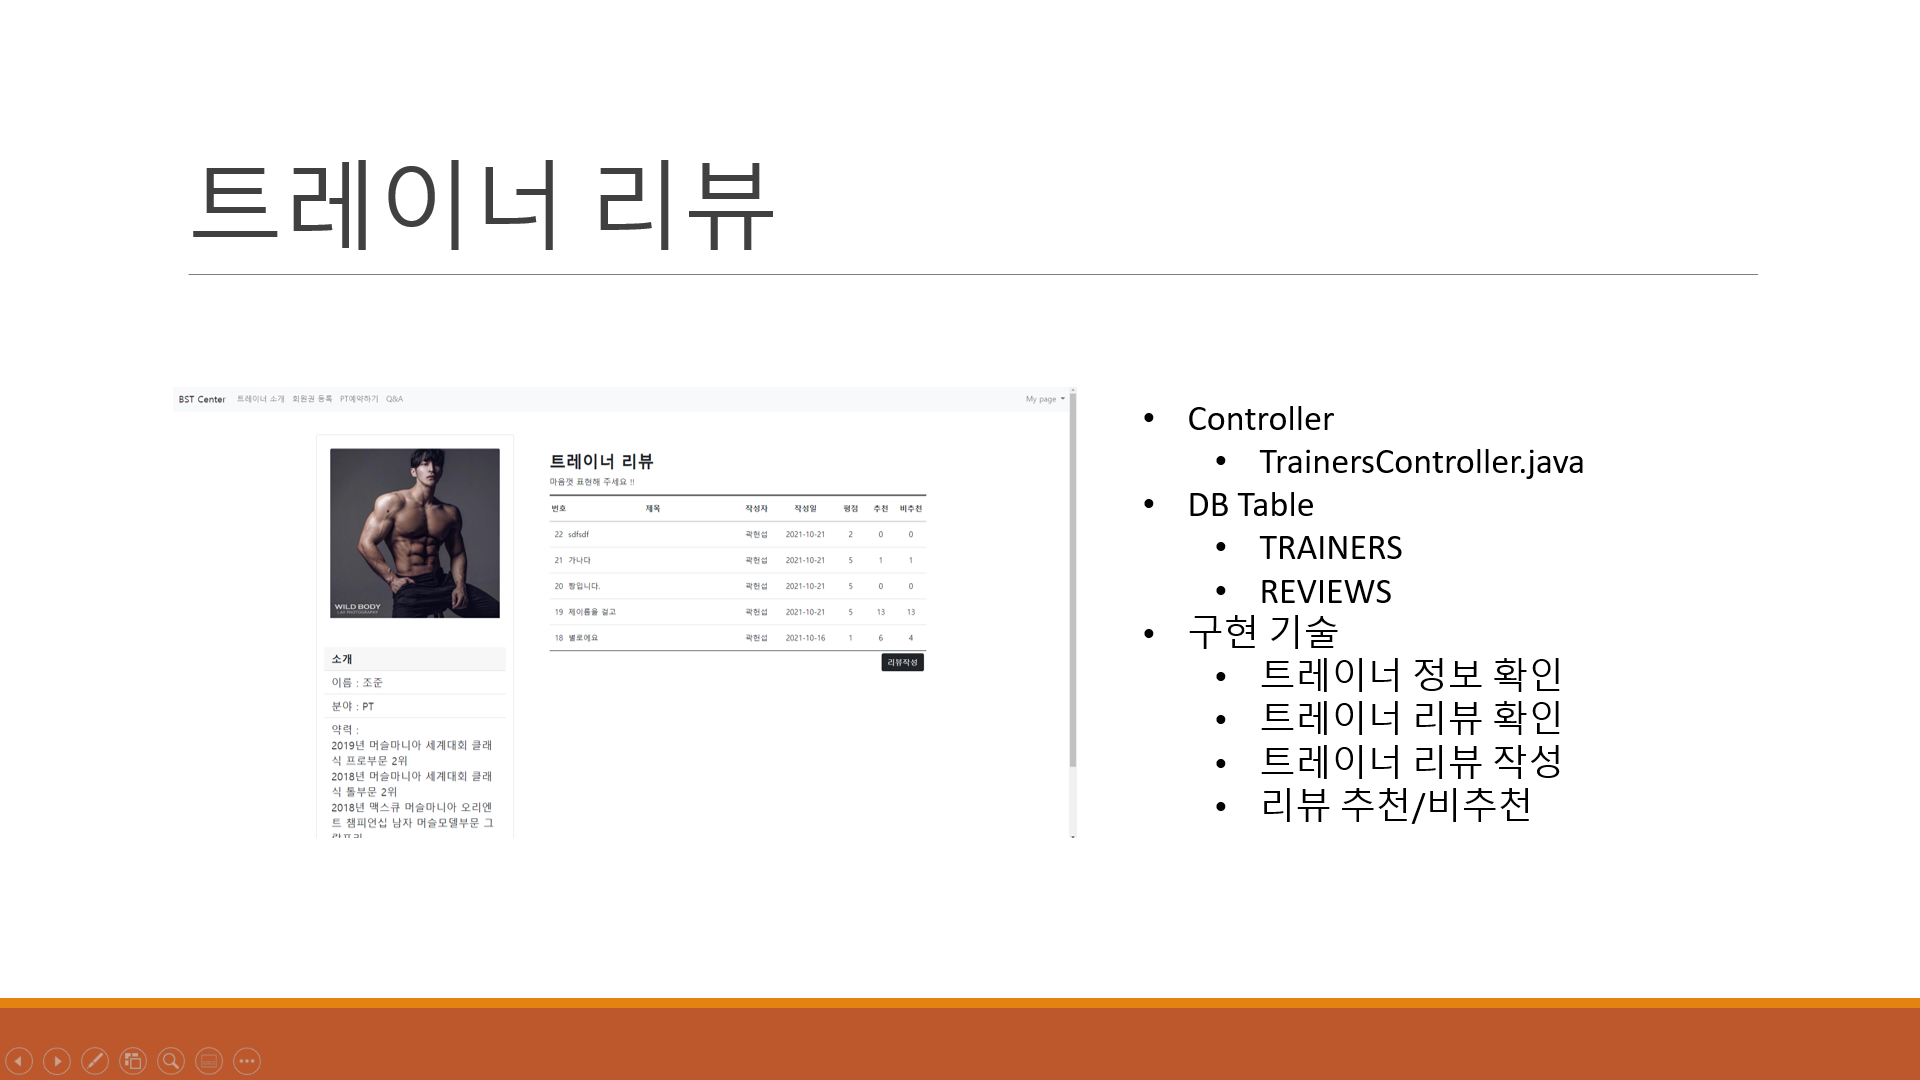 트레이너 리뷰
BST Center 트레이너 소개 회원권 등록 PT예약하기 Q&A My page
WILD BODY
LAB PHOTOGRAPHY
소개
이름 : 조준
분야 : PT
약력 :
2019년 머슬마니아 세계대회 클래
식 프로부문 2위
2018년 머슬마니아 세계대회 클래
식 톨부문 2위
2018년 맥스큐 머슬마니아 오리엔
트 챔피언십 남자 머슬모델부문 그
트레이너 리뷰
마음껏 표현해 주세요 !!
번호 제목 작성자 작성일 평점 추천 비추천
22 sdfsdf 곽헌섭 2021-10-21 2 0 0
21 가나다 곽헌섭 2021-10-21 5 1 1
20 짱입니다. 곽헌섭 2021-10-21 5 0 0
19 제이름을 걸고 곽헌섭 2021-10-21 5 13 13
18 별로에요 곽헌섭 2021-10-16 1 6 4
리뷰작성
• Controller
• TrainersController.java
• DB Table
• TRAINERS
• REVIEWS
• 구현 기술
• 트레이너 정보 확인
• 트레이너 리뷰 확인
• 트레이너 리뷰 작성
• 리뷰 추천/비추천